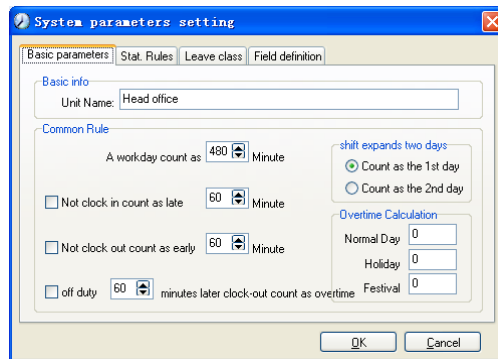 System parameters setting
Basic parameters Stat. Rules Leave class Field definition
Basic info
Unit Name: Head office
Common Rule
A workday count as 480 Minute
Not clock in count as late 60 Minute
Not clock out count as early 60 Minute
off duty 60 minutes later clock-out count as overtime
shift expands two days
Count as the 1st day
Count as the 2nd day
Overtime Calculation
Normal Day 0
Holiday 0
Festival 0
OK Cancel